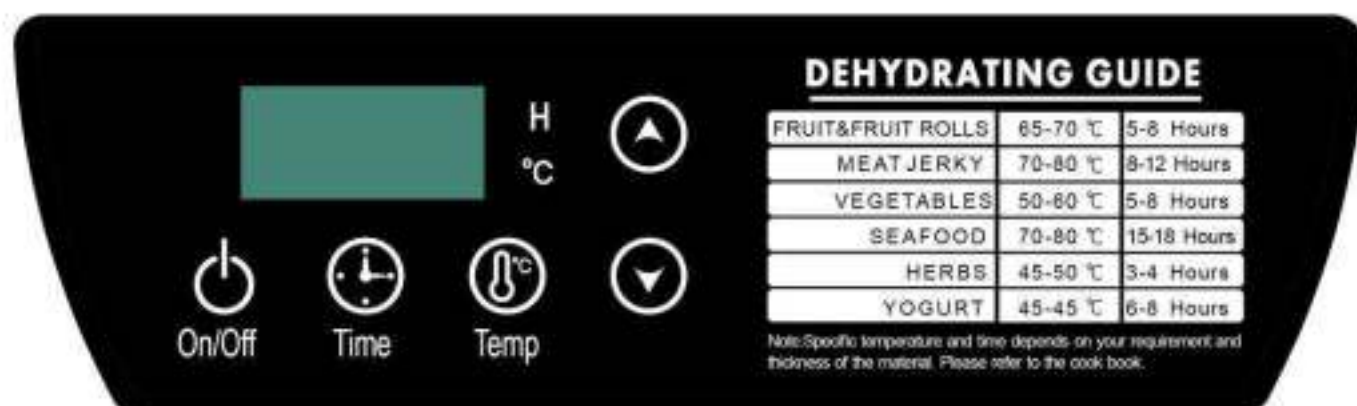 H
°C
On/Off
Time
°C
Temp
DEHYDRATING GUIDE
FRUIT&FRUIT ROLLS 65-70 ℃ 5-8 Hours
MEAT JERKY 70-80 ℃ 8-12 Hours
VEGETABLES 50-60 ℃ 5-8 Hours
SEAFOOD 70-80 ℃ 15-18 Hours
HERBS 45-50 ℃ 3-4 Hours
YOGURT 45-45 ℃ 6-8 Hours
Note:Specific temperature and time depends on your requirement and
thickness of the material. Please refer to the cook book.